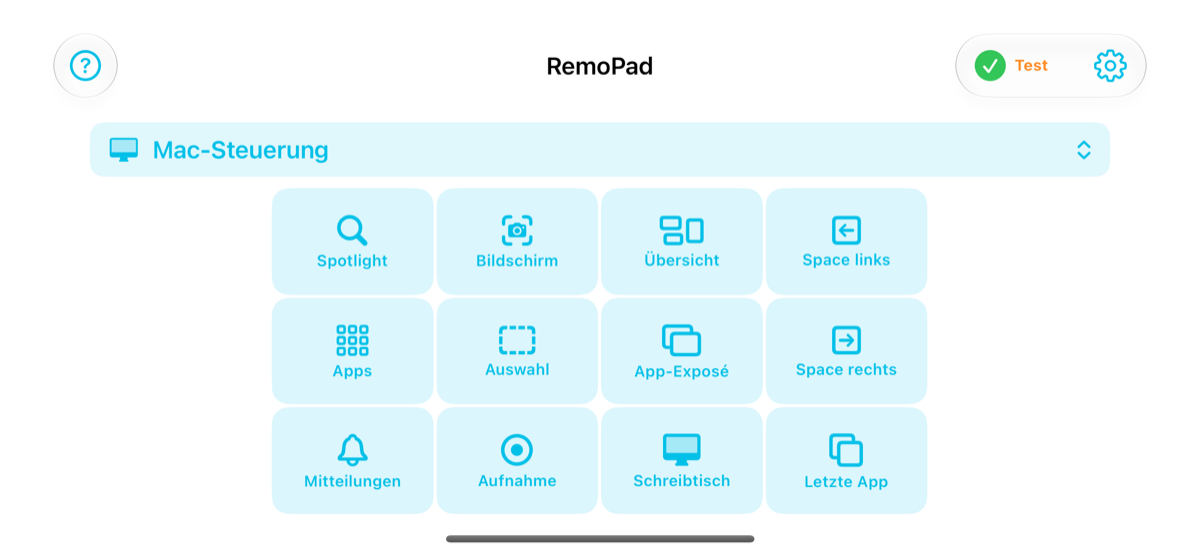 RemoPad
Test
Mac-Steuerung
Spotlight
Bildschirm
Übersicht
Space links
Apps
Auswahl
App-Exposé
Space rechts
Mitteilungen
Aufnahme
Schreibtisch
Letzte App